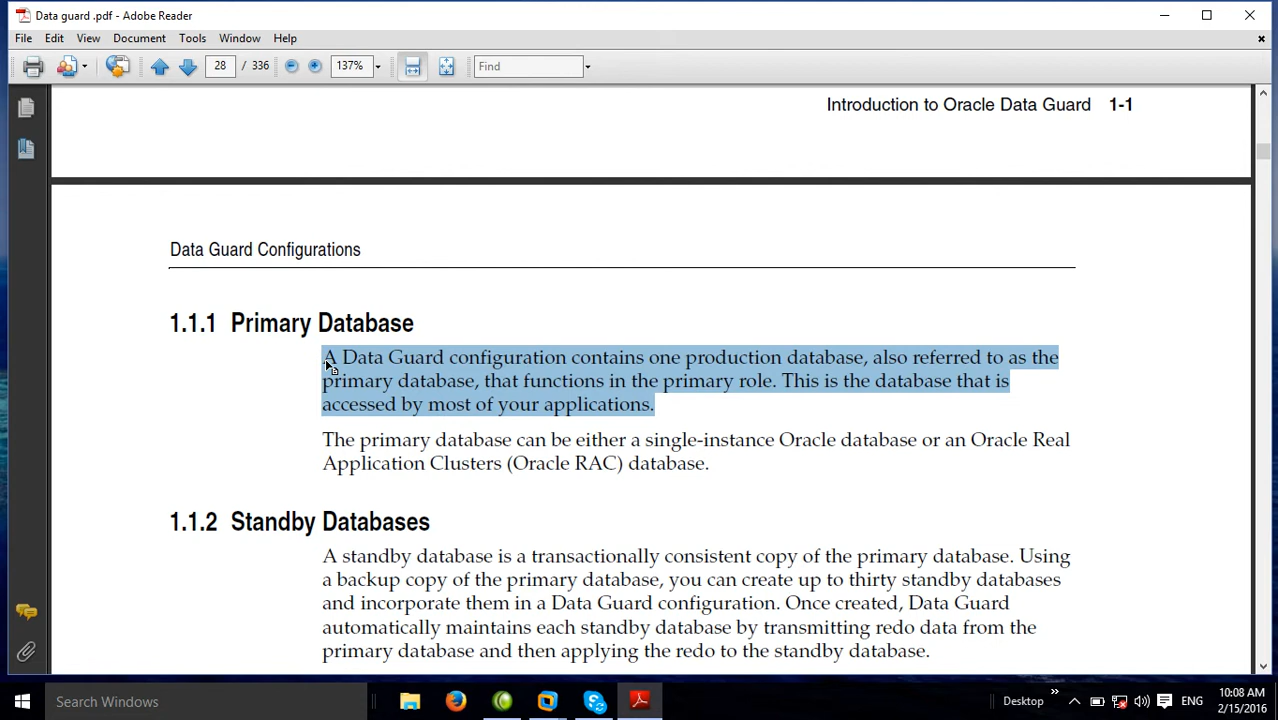 Data guard .pdf - Adobe Reader
File Edit View Document Tools Window Help
28 / 336 137% Find
Introduction to Oracle Data Guard 1-1
Data Guard Configurations
1.1.1 Primary Database
A Data Guard configuration contains one production database, also referred to as the
primary database, that functions in the primary role. This is the database that is
accessed by most of your applications.
The primary database can be either a single-instance Oracle database or an Oracle Real
Application Clusters (Oracle RAC) database.
1.1.2 Standby Databases
A standby database is a transactionally consistent copy of the primary database. Using
a backup copy of the primary database, you can create up to thirty standby databases
and incorporate them in a Data Guard configuration. Once created, Data Guard
automatically maintains each standby database by transmitting redo data from the
primary database and then applying the redo to the standby database.
Search Windows Desktop ENG 10:08 AM
2/15/2016